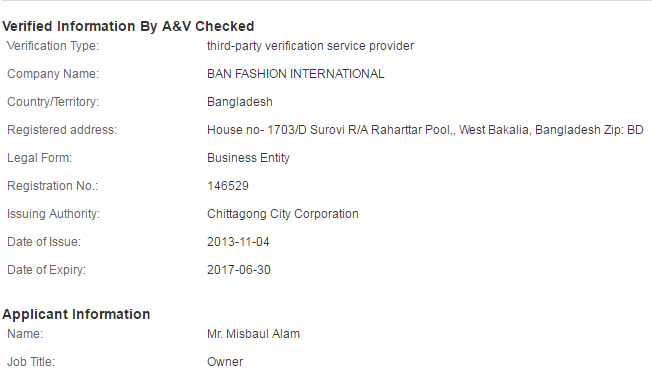 Verified Information By A&V Checked
Verification Type: third-party verification service provider
Company Name: BAN FASHION INTERNATIONAL
Country/Territory: Bangladesh
Registered address: House no- 1703/D Surovi R/A Raharttar Pool,, West Bakalia, Bangladesh Zip: BD
Legal Form: Business Entity
Registration No.: 146529
Issuing Authority: Chittagong City Corporation
Date of Issue: 2013-11-04
Date of Expiry: 2017-06-30
Applicant Information
Name: Mr. Misbaul Alam
Job Title: Owner